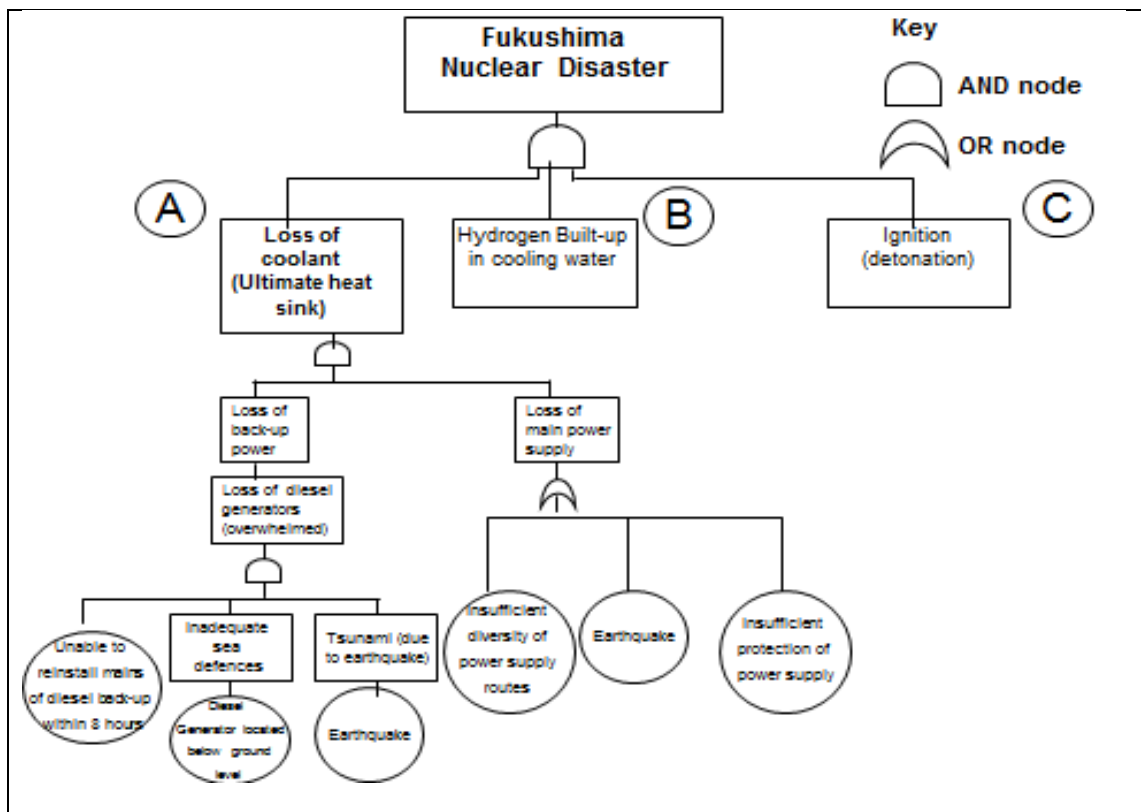 Fukushima
Nuclear Disaster
Key
AND node
OR node
A
B
C
Loss of
coolant
(Ultimate heat
sink)
Hydrogen Built-up
in cooling water
Ignition
(detonation)
Loss of
back-up
power
Loss of
main power
supply
Loss of diesel
generators
(overwhelmed)
Unable to
reinstall mains
of diesel back-up
within 8 hours
Inadequate
sea
defences
Tsunami (due
to earthquake)
Insufficient
diversity of
power supply
routes
Earthquake
Insufficient
protection of
power supply
Diesel
Generator located
below ground
level
Earthquake